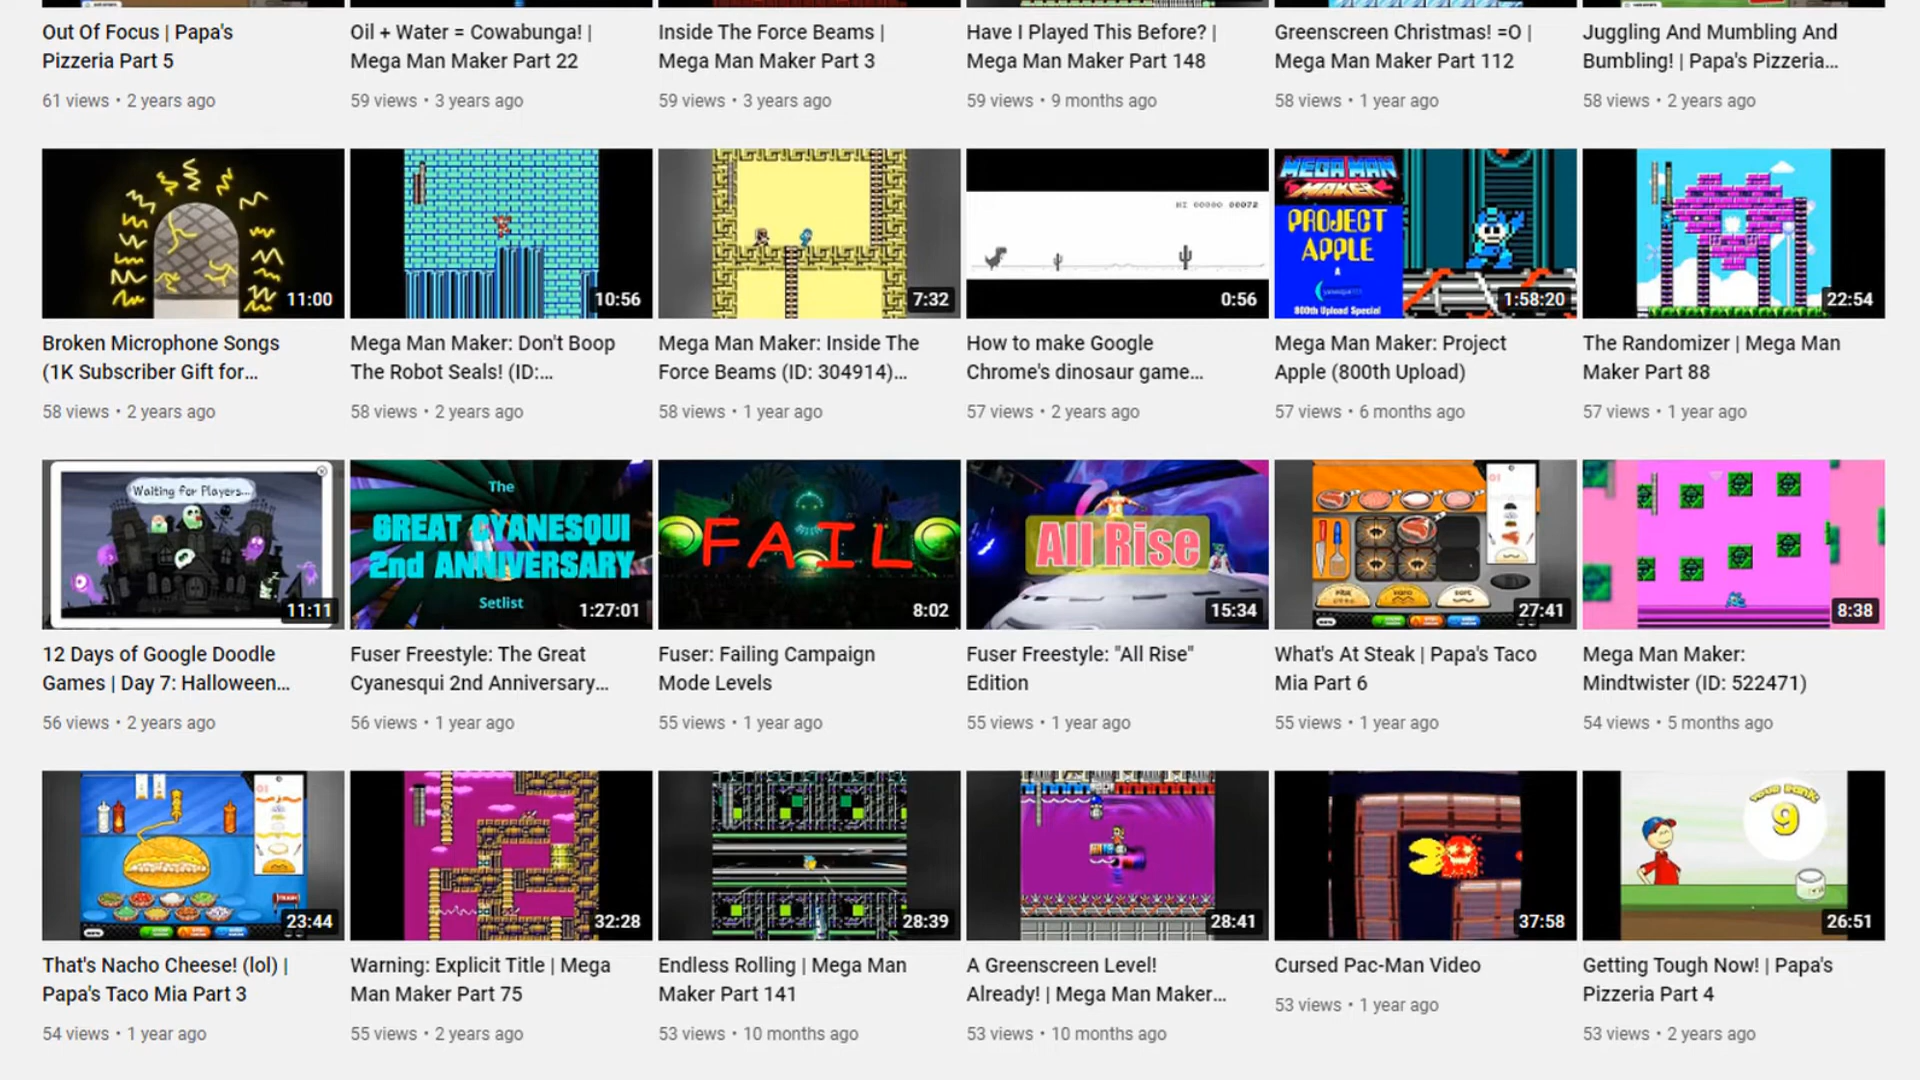 Out Of Focus | Papa's
Pizzeria Part 5
61 views • 2 years ago
Oil + Water = Cowabunga! |
Mega Man Maker Part 22
59 views • 3 years ago
Inside The Force Beams |
Mega Man Maker Part 3
59 views • 3 years ago
Have I Played This Before? |
Mega Man Maker Part 148
59 views • 9 months ago
Greenscreen Christmas! =O |
Mega Man Maker Part 112
58 views • 1 year ago
Juggling And Mumbling And
Bumbling! | Papa's Pizzeria...
58 views • 2 years ago
11:00
Broken Microphone Songs
(1K Subscriber Gift for...
58 views • 2 years ago
10:56
Mega Man Maker: Don't Boop
The Robot Seals! (ID:...
58 views • 2 years ago
7:32
Mega Man Maker: Inside The
Force Beams (ID: 304914)...
58 views • 1 year ago
HI 00000 00072
0:56
How to make Google
Chrome's dinosaur game...
57 views • 2 years ago
MEGA MAN
MAKER
PROJECT
APPLE
A
800th Upload Special
1:58:20
Mega Man Maker: Project
Apple (800th Upload)
57 views • 6 months ago
22:54
The Randomizer | Mega Man
Maker Part 88
57 views • 1 year ago
Waiting for Players...
11:11
12 Days of Google Doodle
Games | Day 7: Halloween...
56 views • 2 years ago
The
GREAT CYANESQUI
2nd ANNIVERSARY
Setlist
1:27:01
Fuser Freestyle: The Great
Cyanesqui 2nd Anniversary...
56 views • 1 year ago
FAIL
8:02
Fuser: Failing Campaign
Mode Levels
55 views • 1 year ago
All Rise
15:34
Fuser Freestyle: "All Rise"
Edition
55 views • 1 year ago
27:41
What's At Steak | Papa's Taco
Mia Part 6
55 views • 1 year ago
8:38
Mega Man Maker:
Mindtwister (ID: 522471)
54 views • 5 months ago
23:44
That's Nacho Cheese! (lol) |
Papa's Taco Mia Part 3
54 views • 1 year ago
32:28
Warning: Explicit Title | Mega
Man Maker Part 75
55 views • 2 years ago
28:39
Endless Rolling | Mega Man
Maker Part 141
53 views • 10 months ago
28:41
A Greenscreen Level!
Already! | Mega Man Maker...
53 views • 10 months ago
37:58
Cursed Pac-Man Video
53 views • 1 year ago
YOUR RANK
9
26:51
Getting Tough Now! | Papa's
Pizzeria Part 4
53 views • 2 years ago